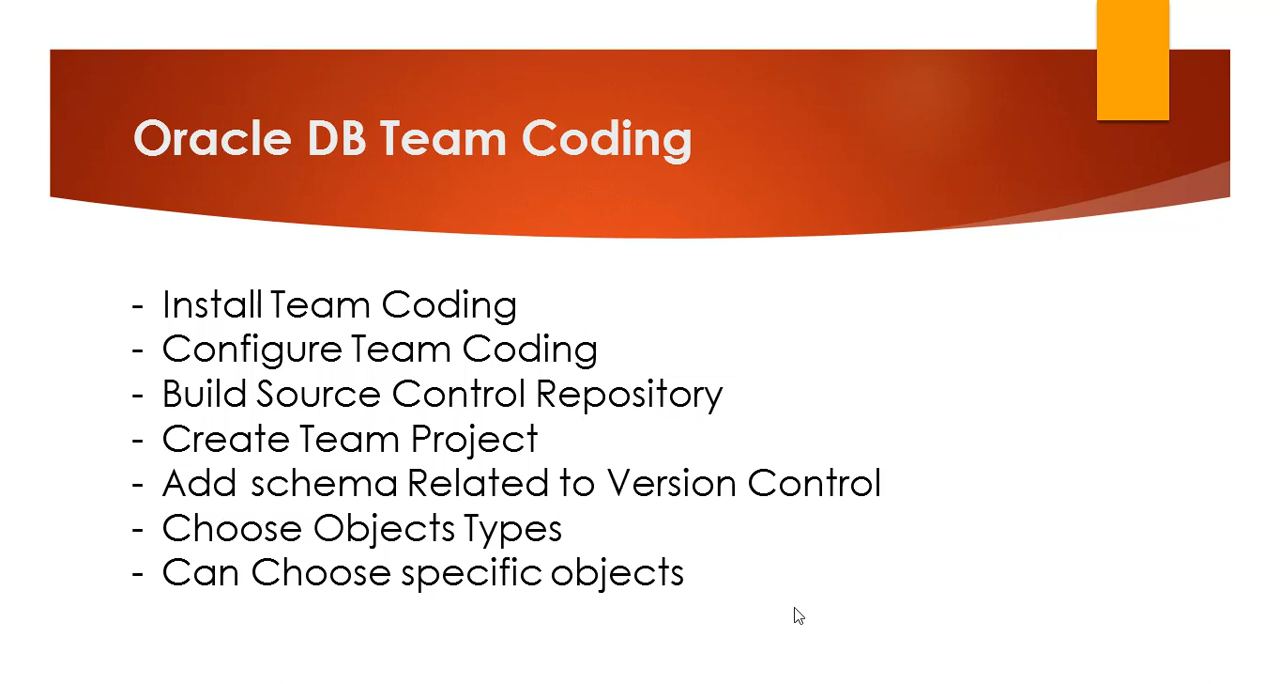 Oracle DB Team Coding
- Install Team Coding
- Configure Team Coding
- Build Source Control Repository
- Create Team Project
- Add schema Related to Version Control
- Choose Objects Types
- Can Choose specific objects